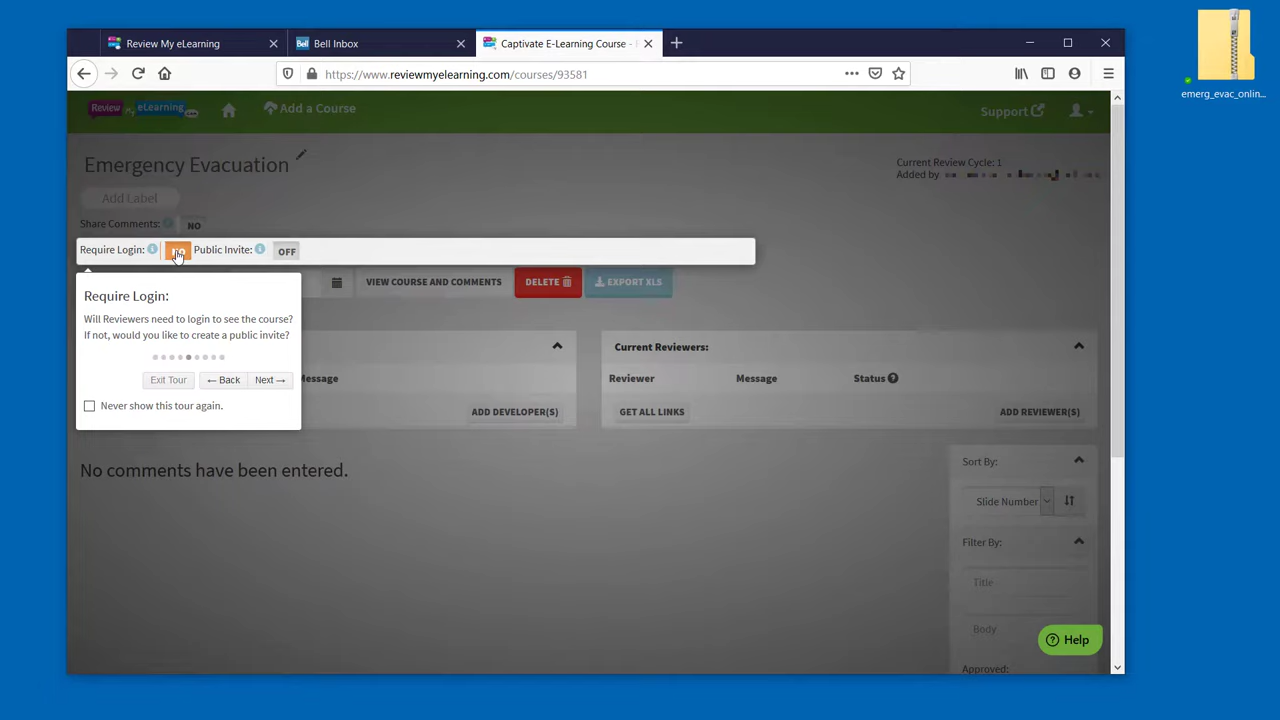 Review My eLearning
Bell
Bell Inbox
Captivate E-Learning Course -
https://www.reviewmyelearning.com/courses/93581
emerg_evac_onlin...
Review My eLearning .com
Add a Course
Support
Emergency Evacuation
Current Review Cycle: 1
Added by
Add Label
Share Comments: NO
Require Login: Public Invite: OFF
VIEW COURSE AND COMMENTS
DELETE
EXPORT XLS
Require Login:
Will Reviewers need to login to see the course?
If not, would you like to create a public invite?
Exit Tour
← Back
Next →
Never show this tour again.
Message
ADD DEVELOPER(S)
Current Reviewers:
Reviewer Message Status
GET ALL LINKS
ADD REVIEWER(S)
No comments have been entered.
Sort By:
Slide Number
Filter By:
Title
Body
Approved:
Help